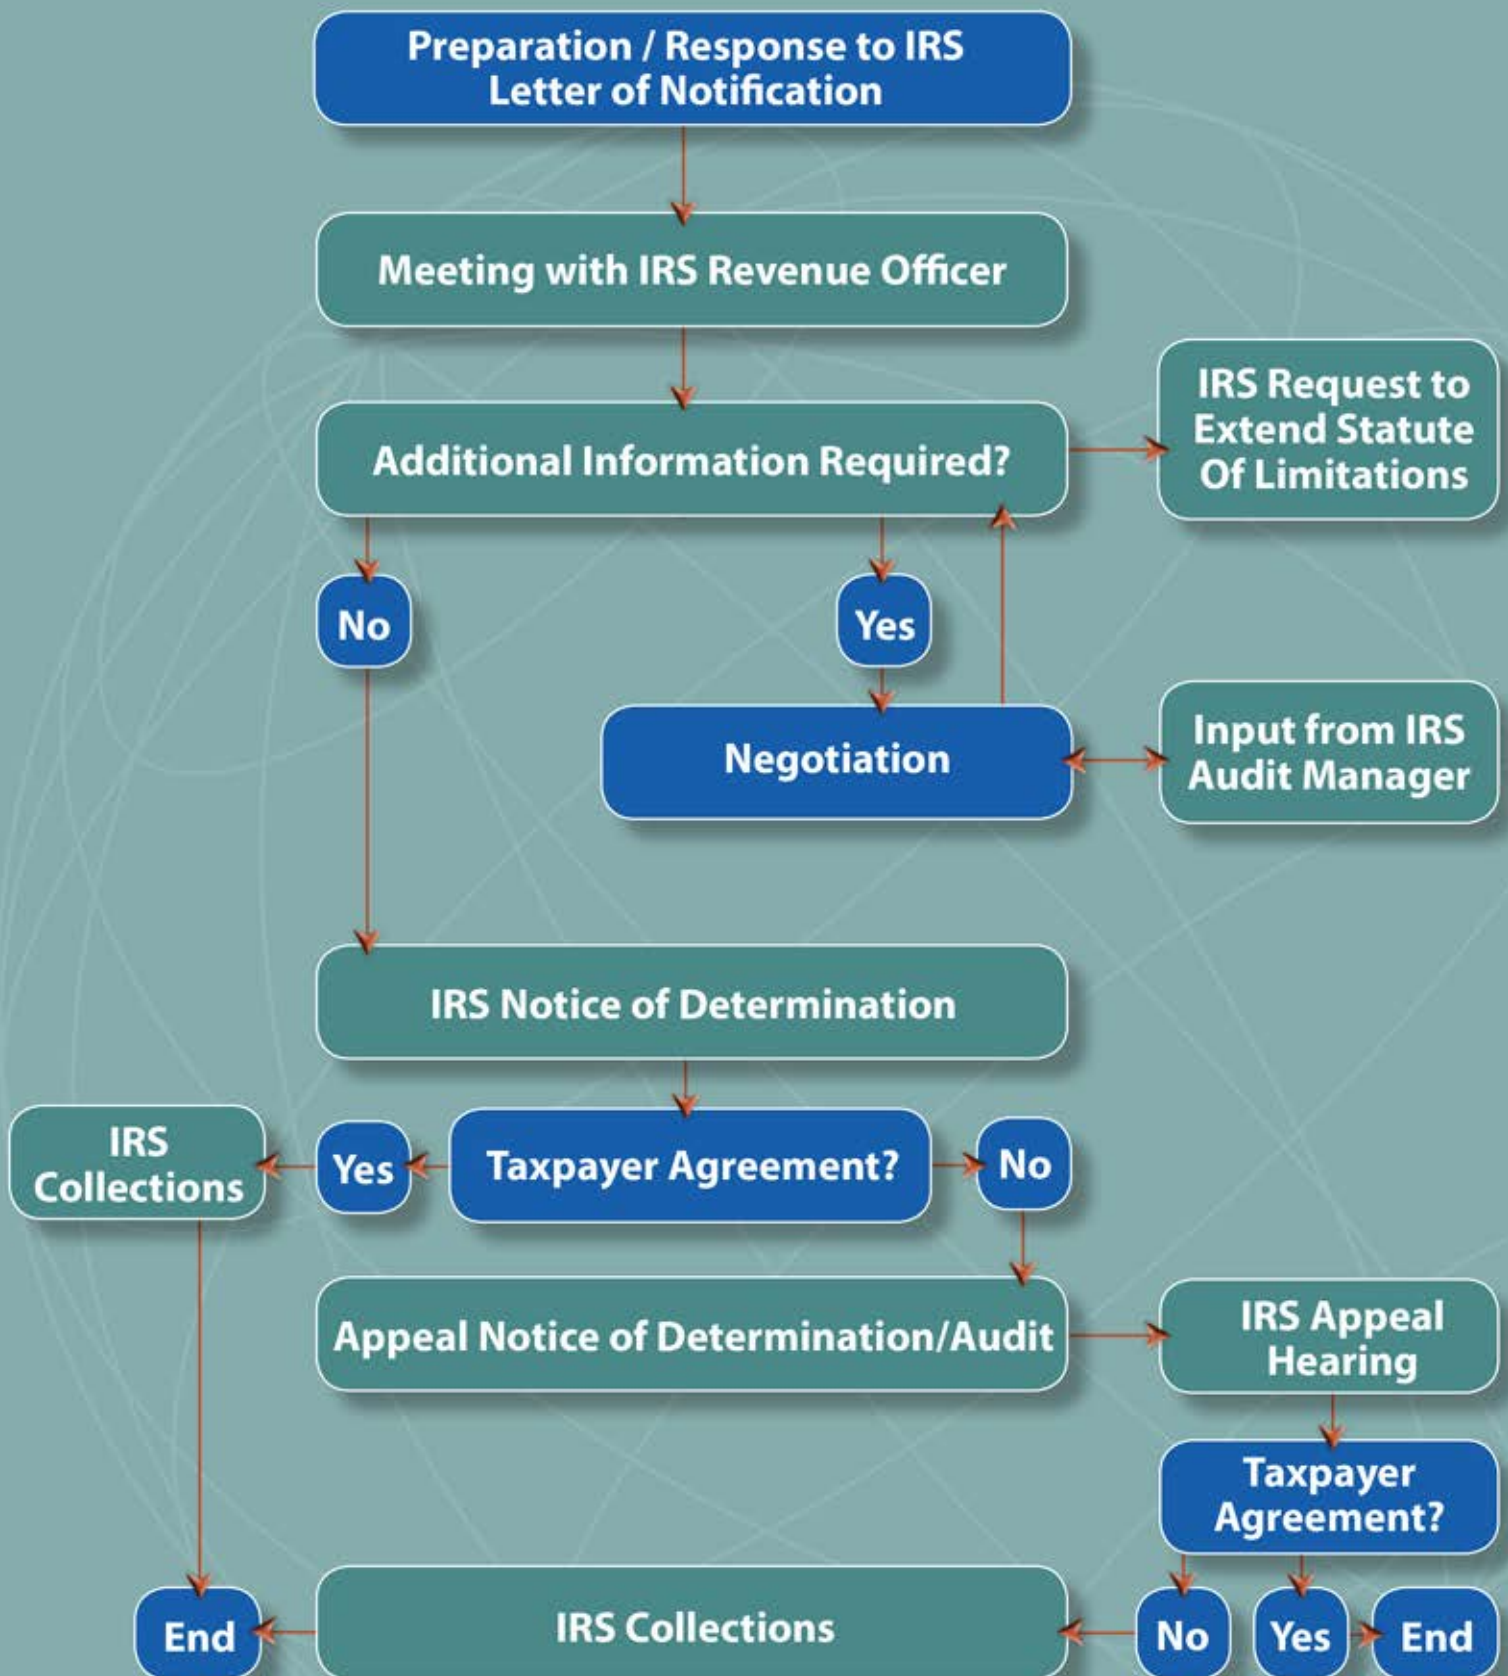 Preparation / Response to IRS
Letter of Notification
Meeting with IRS Revenue Officer
IRS Request to
Extend Statute
Of Limitations
Additional Information Required?
No
Yes
Negotiation
Input from IRS
Audit Manager
IRS Notice of Determination
IRS
Collections
Yes
Taxpayer Agreement?
No
Appeal Notice of Determination/Audit
IRS Appeal
Hearing
Taxpayer
Agreement?
End
IRS Collections
No
Yes
End